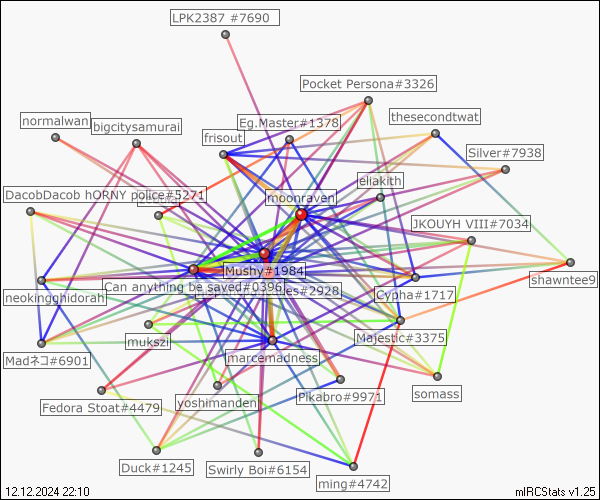 LPK2387 #7690
Pocket Persona#3326
normalwan
bigcitysamurai
Eg.Master#1378
thesecondtwat
frisout
Silver#7938
eliakith
DacobDacob hORNY police#5271
moonraven
JKOUYH VIII#7034
Mushy#1984
shawntee9
Can anything be saved#0396
es#2928
Cypha#1717
neokingghidorah
mukszi
Majestic#3375
Madネコ#6901
marcemadness
somass
Fedora Stoat#4479
yoshimanden
Pikabro#9971
Duck#1245
Swirly Boi#6154
ming#4742
12.12.2024 22:10
mIRCStats v1.25